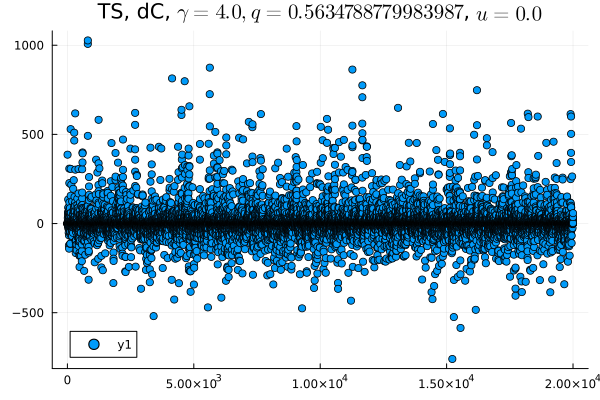 TS, dC, γ = 4.0, q = 0.5634788779983987, u = 0.0
1000
500
0
−500
y1
0 5.00×10³ 1.00×10⁴ 1.50×10⁴ 2.00×10⁴